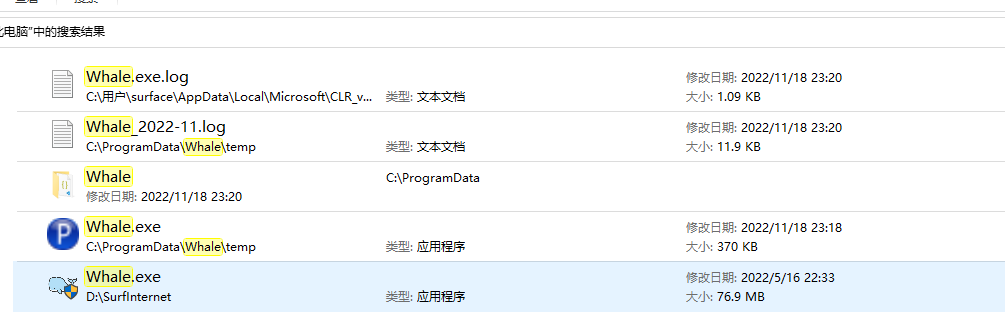 电脑"中的搜索结果
Whale.exe.log
修改日期: 2022/11/18 23:20
C:\用户\surface\AppData\Local\Microsoft\CLR_v...
类型: 文本文档
大小: 1.09 KB
Whale_2022-11.log
修改日期: 2022/11/18 23:20
C:\ProgramData\Whale\temp
类型: 文本文档
大小: 11.9 KB
Whale
C:\ProgramData
修改日期: 2022/11/18 23:20
P
Whale.exe
修改日期: 2022/11/18 23:18
C:\ProgramData\Whale\temp
类型: 应用程序
大小: 370 KB
Whale.exe
修改日期: 2022/5/16 22:33
D:\SurfInternet
类型: 应用程序
大小: 76.9 MB